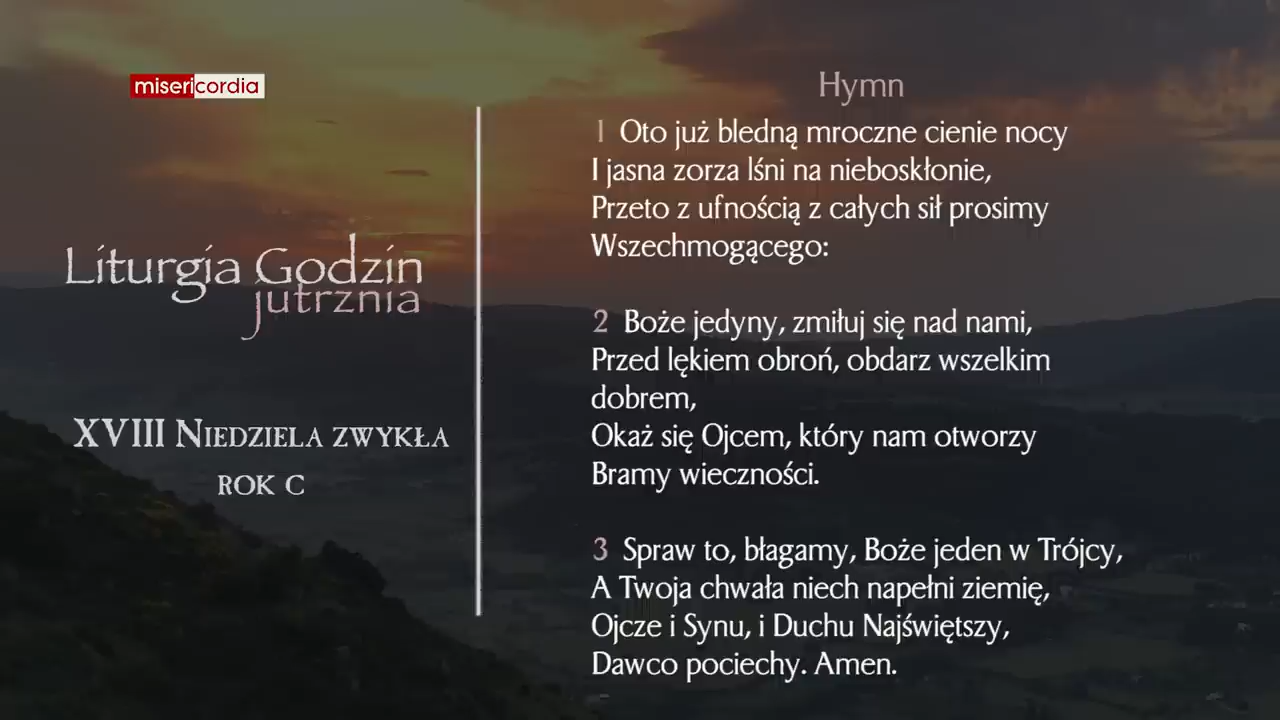 misericordia
Liturgia Godzin
jutrznia
XVIII NIEDZIELA ZWYKŁA
ROK C
Hymn
1 Oto już bledną mroczne cienie nocy
I jasna zorza lśni na nieboskłonie,
Przeto z ufnością z całych sił prosimy
Wszechmogącego:
2 Boże jedyny, zmiłuj się nad nami,
Przed lękiem obroń, obdarz wszelkim
dobrem,
Okaż się Ojcem, który nam otworzy
Bramy wieczności.
3 Spraw to, błagamy, Boże jeden w Trójcy,
A Twoja chwała niech napełni ziemię,
Ojcze i Synu, i Duchu Najświętszy,
Dawco pociechy. Amen.